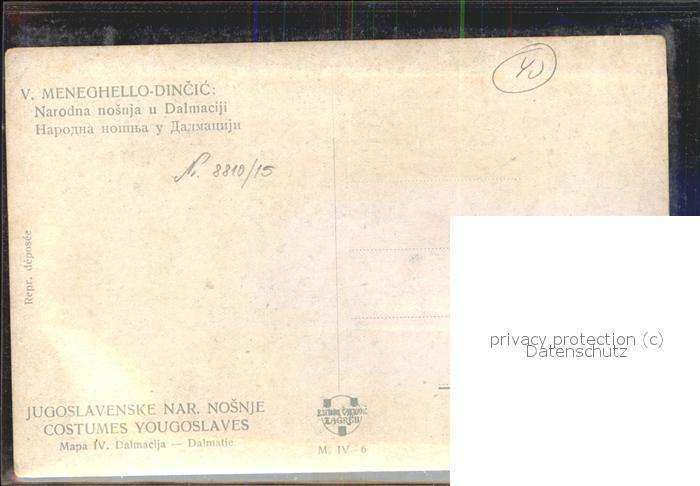 V. MENEGHELLO-DINČIĆ:
Narodna nošnja u Dalmaciji
Народна ношња у Далмацији
40
N. 8810/15
Repr. déposée
privacy protection (c)
Datenschutz
JUGOSLAVENSKE NAR. NOŠNJE
COSTUMES YOUGOSLAVES
Mapa IV. Dalmacija — Dalmatie
ZAGREB
M. IV - 6